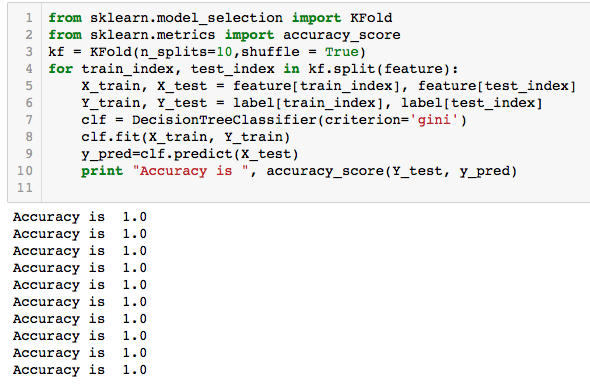 1 from sklearn.model_selection import KFold
2 from sklearn.metrics import accuracy_score
3 kf = KFold(n_splits=10,shuffle = True)
4 for train_index, test_index in kf.split(feature):
5     X_train, X_test = feature[train_index], feature[test_index]
6     Y_train, Y_test = label[train_index], label[test_index]
7     clf = DecisionTreeClassifier(criterion='gini')
8     clf.fit(X_train, Y_train)
9     y_pred=clf.predict(X_test)
10     print "Accuracy is ", accuracy_score(Y_test, y_pred)
11
Accuracy is  1.0
Accuracy is  1.0
Accuracy is  1.0
Accuracy is  1.0
Accuracy is  1.0
Accuracy is  1.0
Accuracy is  1.0
Accuracy is  1.0
Accuracy is  1.0
Accuracy is  1.0